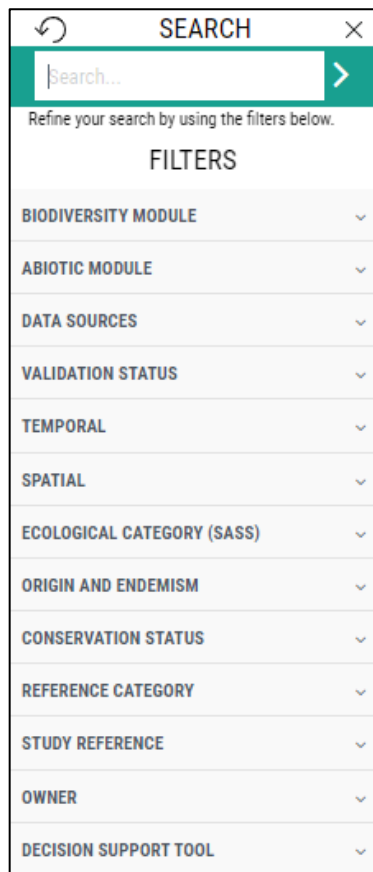 SEARCH
Search...
Refine your search by using the filters below.
FILTERS
BIODIVERSITY MODULE
ABIOTIC MODULE
DATA SOURCES
VALIDATION STATUS
TEMPORAL
SPATIAL
ECOLOGICAL CATEGORY (SASS)
ORIGIN AND ENDEMISM
CONSERVATION STATUS
REFERENCE CATEGORY
STUDY REFERENCE
OWNER
DECISION SUPPORT TOOL